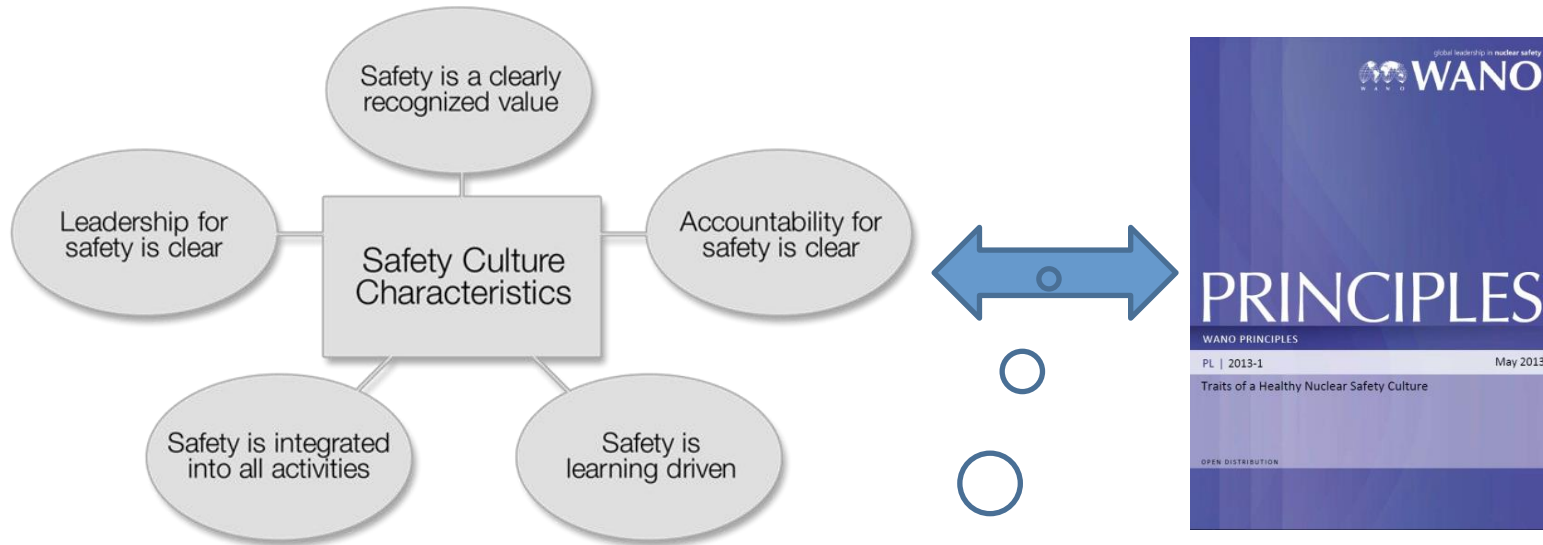 Safety is a clearly
recognized value
Leadership for
safety is clear
Accountability for
safety is clear
Safety Culture
Characteristics
Safety is integrated
into all activities
Safety is
learning driven
global leadership in nuclear safety
WANO
WANO
PRINCIPLES
WANO PRINCIPLES
PL | 2013-1
May 2013
Traits of a Healthy Nuclear Safety Culture
OPEN DISTRIBUTION